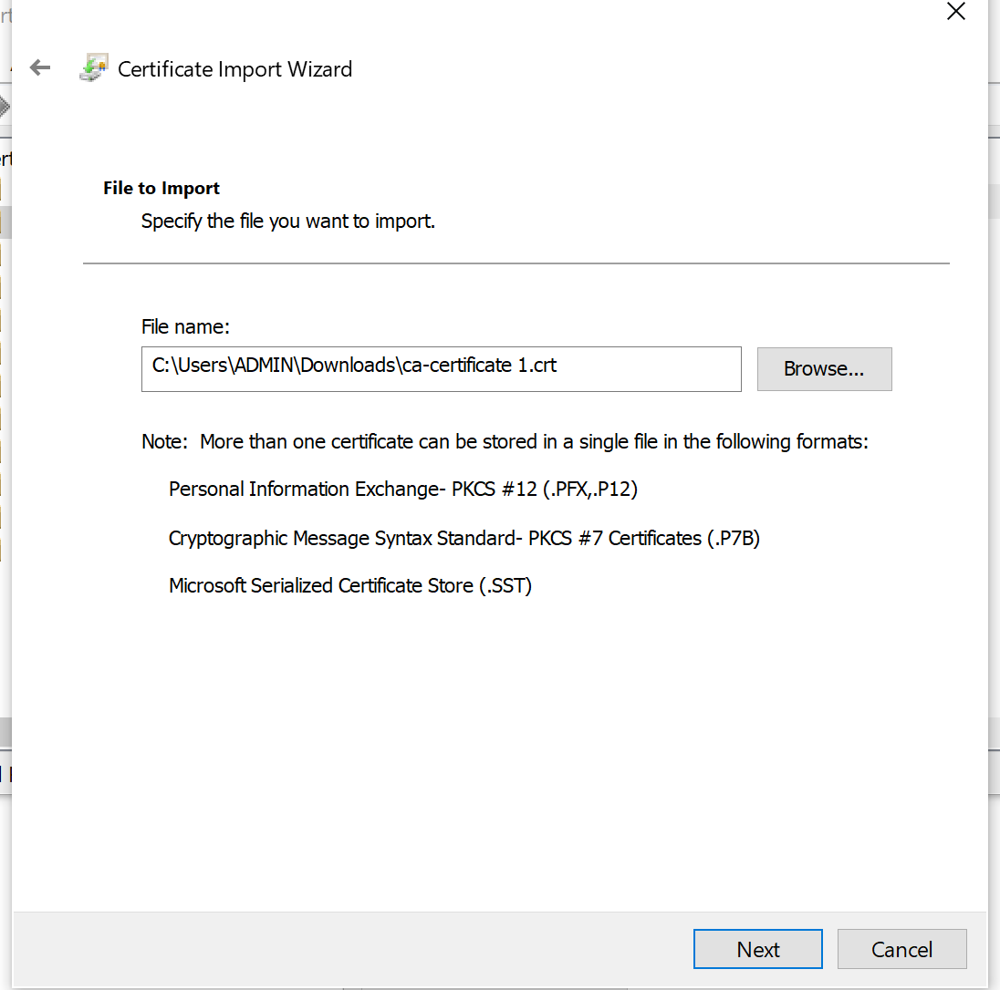 Certificate Import Wizard
File to Import
Specify the file you want to import.
File name:
C:\Users\ADMIN\Downloads\ca-certificate 1.crt
Browse...
Note:  More than one certificate can be stored in a single file in the following formats:
Personal Information Exchange- PKCS #12 (.PFX,.P12)
Cryptographic Message Syntax Standard- PKCS #7 Certificates (.P7B)
Microsoft Serialized Certificate Store (.SST)
Next
Cancel